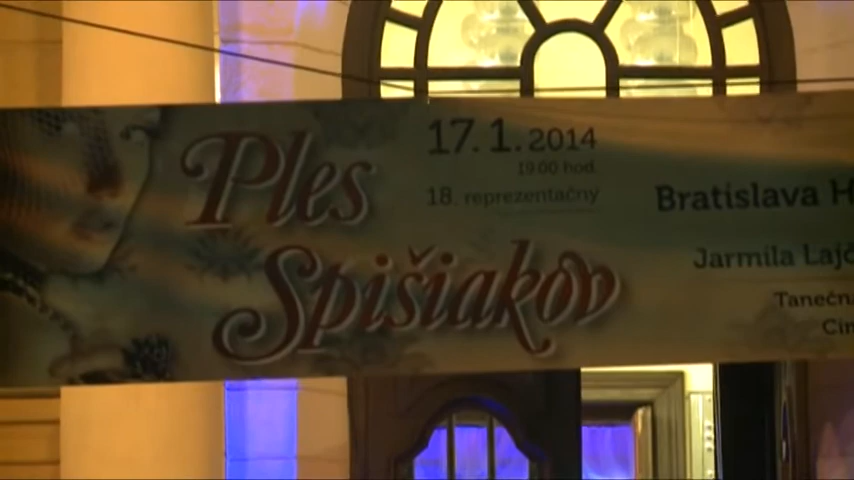 Ples
Spišiakov
17.1.2014
19:00 hod
18. reprezentačný
Bratislava
Jarmila